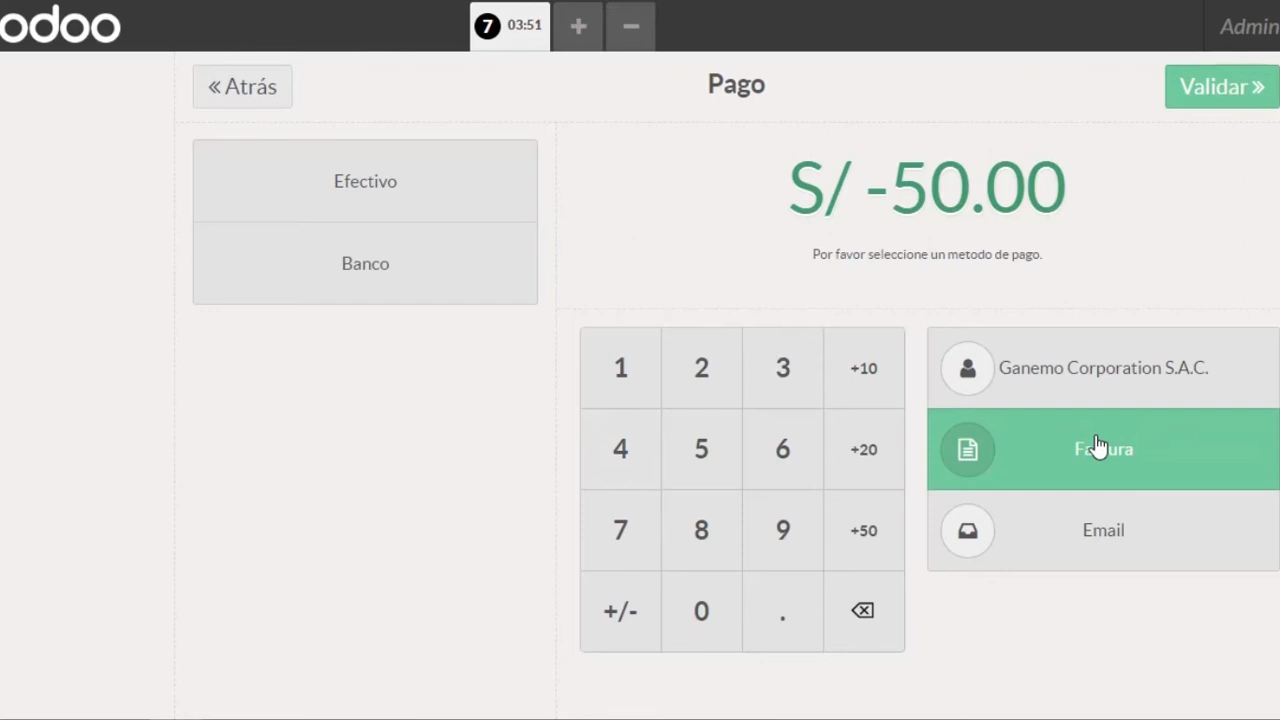 odoo
7 03:51 + −
Admin
« Atrás
Pago
Validar »
Efectivo
Banco
S/ -50.00
Por favor seleccione un metodo de pago.
1 2 3 +10
4 5 6 +20
7 8 9 +50
+/- 0 .
Ganemo Corporation S.A.C.
Factura
Email